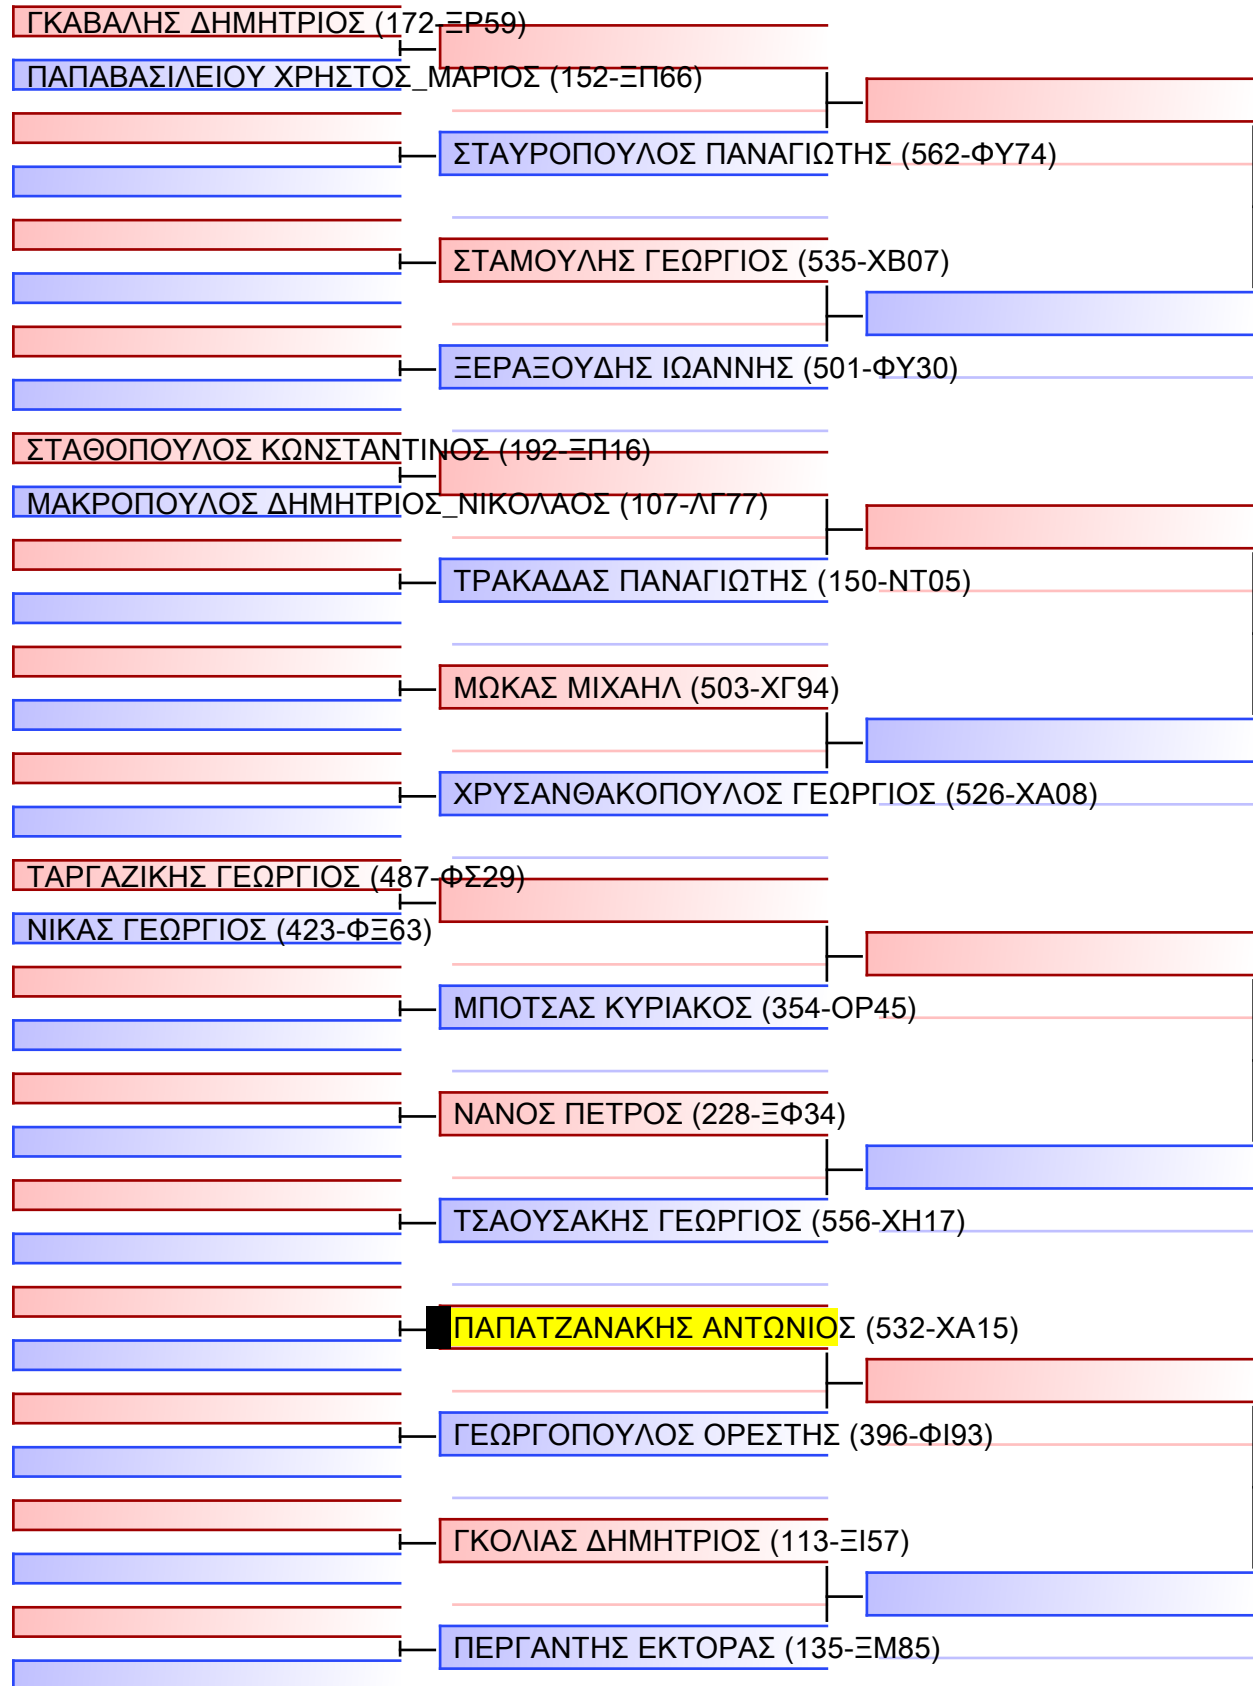 ΓΚΑΒΑΛΗΣ ΔΗΜΗΤΡΙΟΣ (172-ΞΡ59)
ΠΑΠΑΒΑΣΙΛΕΙΟΥ ΧΡΗΣΤΟΣ_ΜΑΡΙΟΣ (152-ΞΠ66)
ΣΤΑΥΡΟΠΟΥΛΟΣ ΠΑΝΑΓΙΩΤΗΣ (562-ΦΥ74)
ΣΤΑΜΟΥΛΗΣ ΓΕΩΡΓΙΟΣ (535-ΧΒ07)
ΞΕΡΑΞΟΥΔΗΣ ΙΩΑΝΝΗΣ (501-ΦΥ30)
ΣΤΑΘΟΠΟΥΛΟΣ ΚΩΝΣΤΑΝΤΙΝΟΣ (192-ΞΠ16)
ΜΑΚΡΟΠΟΥΛΟΣ ΔΗΜΗΤΡΙΟΣ_ΝΙΚΟΛΑΟΣ (107-ΛΓ77)
ΤΡΑΚΑΔΑΣ ΠΑΝΑΓΙΩΤΗΣ (150-ΝΤ05)
ΜΩΚΑΣ ΜΙΧΑΗΛ (503-ΧΓ94)
ΧΡΥΣΑΝΘΑΚΟΠΟΥΛΟΣ ΓΕΩΡΓΙΟΣ (526-ΧΑ08)
ΤΑΡΓΑΖΙΚΗΣ ΓΕΩΡΓΙΟΣ (487-ΦΣ29)
ΝΙΚΑΣ ΓΕΩΡΓΙΟΣ (423-ΦΞ63)
ΜΠΟΤΣΑΣ ΚΥΡΙΑΚΟΣ (354-ΟΡ45)
ΝΑΝΟΣ ΠΕΤΡΟΣ (228-ΞΦ34)
ΤΣΑΟΥΣΑΚΗΣ ΓΕΩΡΓΙΟΣ (556-ΧΗ17)
ΠΑΠΑΤΖΑΝΑΚΗΣ ΑΝΤΩΝΙΟΣ (532-ΧΑ15)
ΓΕΩΡΓΟΠΟΥΛΟΣ ΟΡΕΣΤΗΣ (396-ΦΙ93)
ΓΚΟΛΙΑΣ ΔΗΜΗΤΡΙΟΣ (113-ΞΙ57)
ΠΕΡΓΑΝΤΗΣ ΕΚΤΟΡΑΣ (135-ΞΜ85)